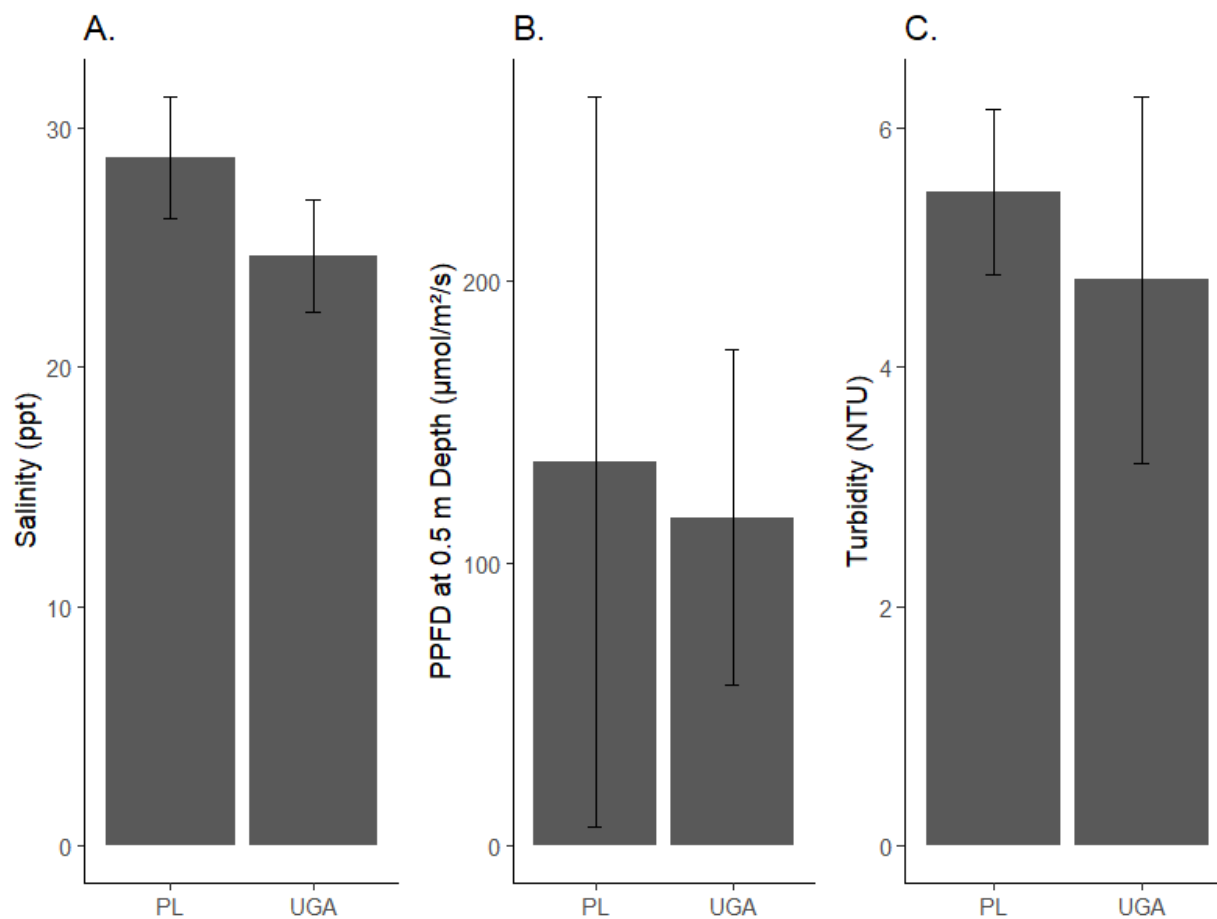 A.
Salinity (ppt)
30
20
10
0
PL
UGA
B.
PPFD at 0.5 m Depth (µmol/m²/s)
200
100
0
PL
UGA
C.
Turbidity (NTU)
6
4
2
0
PL
UGA